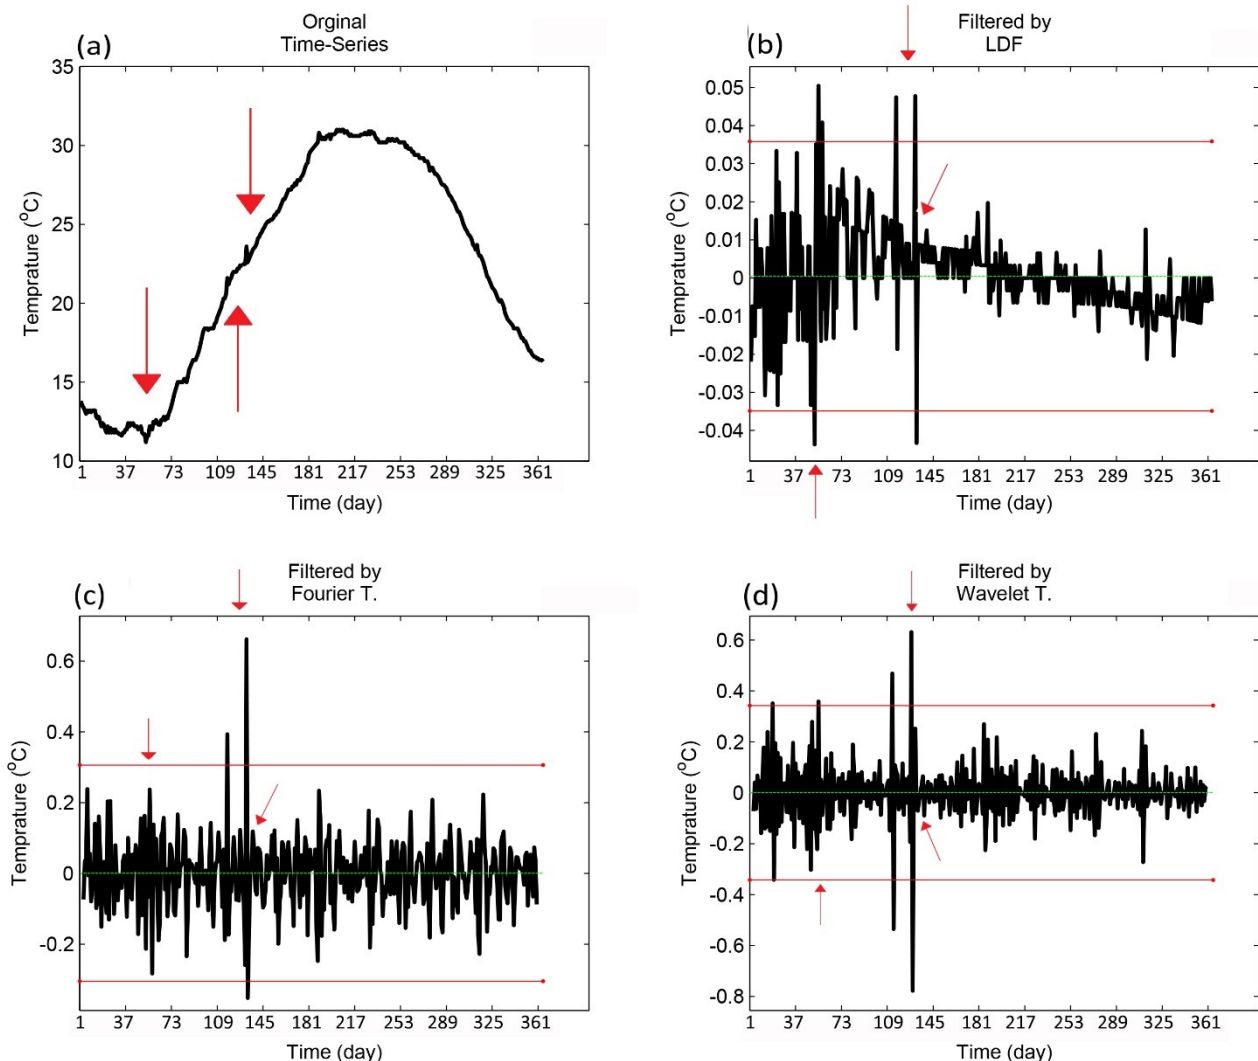 (a)
Orginal
Time-Series
Temprature (°C)
35
30
25
20
15
10
1 37 73 109 145 181 217 253 289 325 361
Time (day)
(b)
Filtered by
LDF
Temprature (°C)
0.05
0.04
0.03
0.02
0.01
0
-0.01
-0.02
-0.03
-0.04
1 37 73 109 145 181 217 253 289 325 361
Time (day)
(c)
Filtered by
Fourier T.
Temprature (°C)
0.6
0.4
0.2
0
-0.2
1 37 73 109 145 181 217 253 289 325 361
Time (day)
(d)
Filtered by
Wavelet T.
Temprature (°C)
0.6
0.4
0.2
0
-0.2
-0.4
-0.6
-0.8
1 37 73 109 145 181 217 253 289 325 361
Time (day)